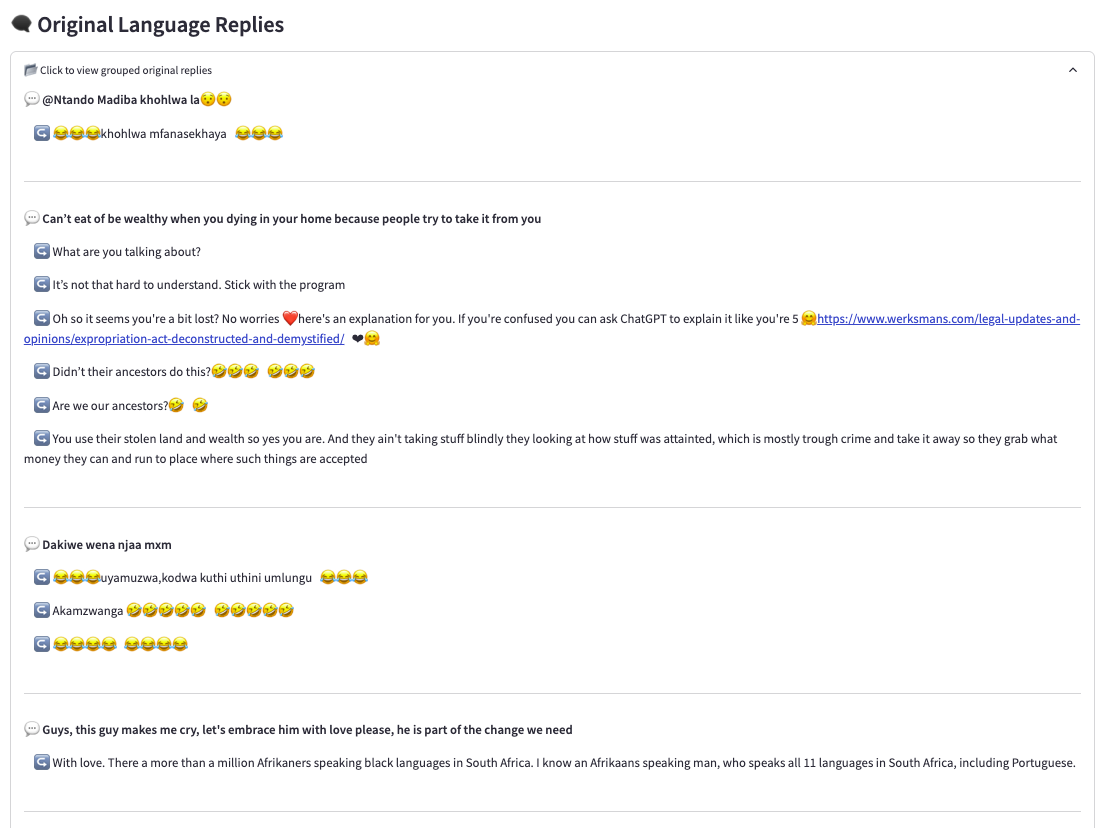 🗨️ Original Language Replies
📂 Click to view grouped original replies
💬 @Ntando Madiba khohlwa la😯😯
↪️ 😂😂😂khohlwa mfanasekhaya 😂😂😂
💬 Can’t eat of be wealthy when you dying in your home because people try to take it from you
↪️ What are you talking about?
↪️ It’s not that hard to understand. Stick with the program
↪️ Oh so it seems you're a bit lost? No worries ❤️here's an explanation for you. If you're confused you can ask ChatGPT to explain it like you're 5 🤗https://www.werksmans.com/legal-updates-and-
opinions/expropriation-act-deconstructed-and-demystified/ ❤🤗
↪️ Didn’t their ancestors do this?🤣🤣🤣 🤣🤣🤣
↪️ Are we our ancestors?🤣 🤣
↪️ You use their stolen land and wealth so yes you are. And they ain't taking stuff blindly they looking at how stuff was attainted, which is mostly trough crime and take it away so they grab what
money they can and run to place where such things are accepted
💬 Dakiwe wena njaa mxm
↪️ 😂😂😂uyamuzwa,kodwa kuthi uthini umlungu 😂😂😂
↪️ Akamzwanga 🤣🤣🤣🤣🤣 🤣🤣🤣🤣🤣
↪️ 😂😂😂😂 😂😂😂😂
💬 Guys, this guy makes me cry, let's embrace him with love please, he is part of the change we need
↪️ With love. There a more than a million Afrikaners speaking black languages in South Africa. I know an Afrikaans speaking man, who speaks all 11 languages in South Africa, including Portuguese.